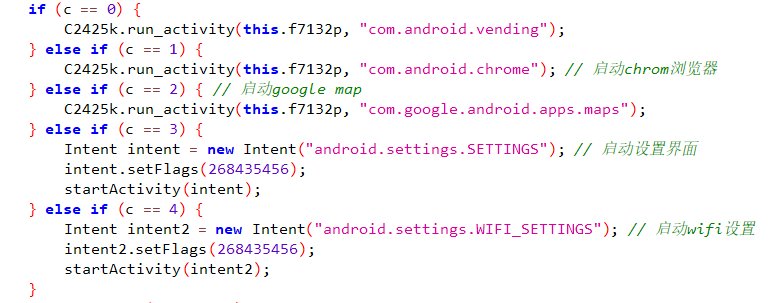 if (c == 0) {
    C2425k.run_activity(this.f7132p, "com.android.vending");
} else if (c == 1) {
    C2425k.run_activity(this.f7132p, "com.android.chrome"); // 启动chrom浏览器
} else if (c == 2) { // 启动google map
    C2425k.run_activity(this.f7132p, "com.google.android.apps.maps");
} else if (c == 3) {
    Intent intent = new Intent("android.settings.SETTINGS"); // 启动设置界面
    intent.setFlags(268435456);
    startActivity(intent);
} else if (c == 4) {
    Intent intent2 = new Intent("android.settings.WIFI_SETTINGS"); // 启动wifi设置
    intent2.setFlags(268435456);
    startActivity(intent2);
}